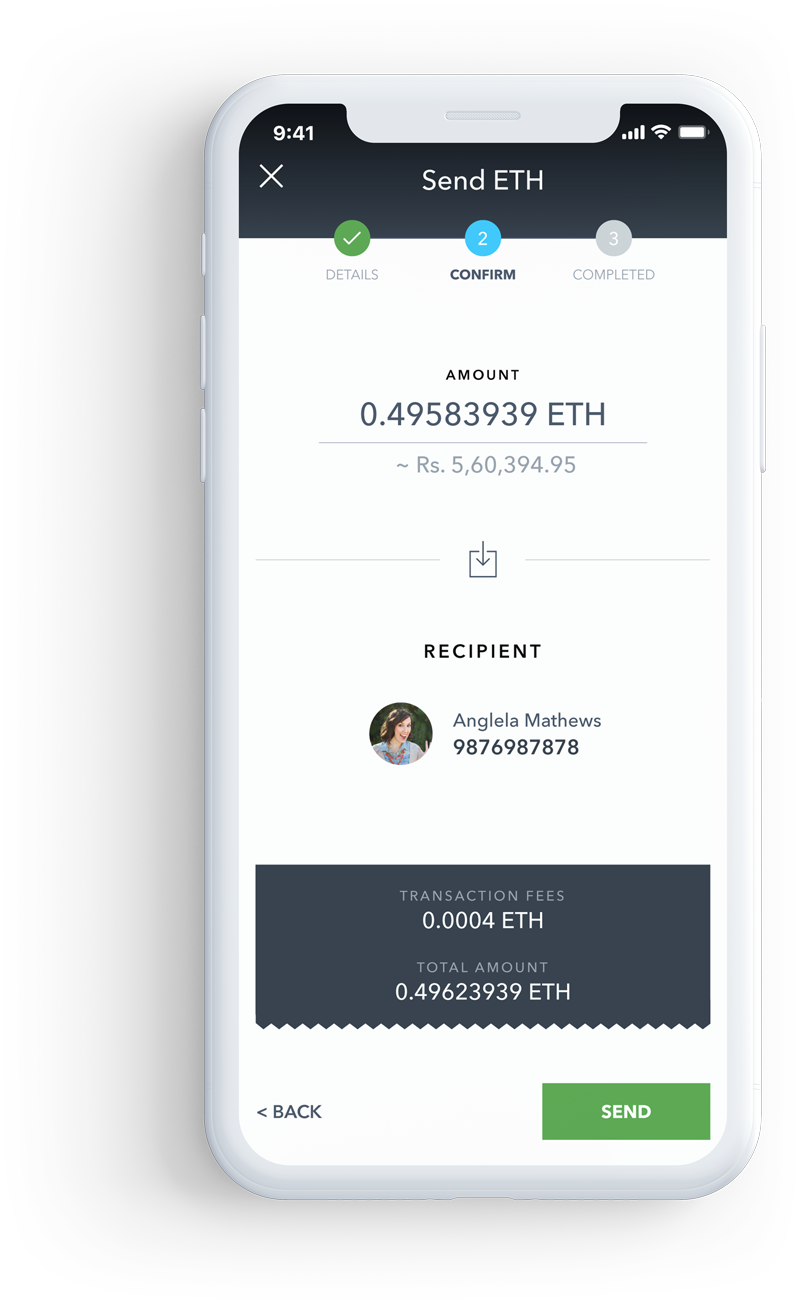 9:41
Send ETH
2
3
DETAILS
CONFIRM
COMPLETED
AMOUNT
0.49583939 ETH
~ Rs. 5,60,394.95
RECIPIENT
Anglela Mathews
9876987878
TRANSACTION FEES
0.0004 ETH
TOTAL AMOUNT
0.49623939 ETH
< BACK
SEND